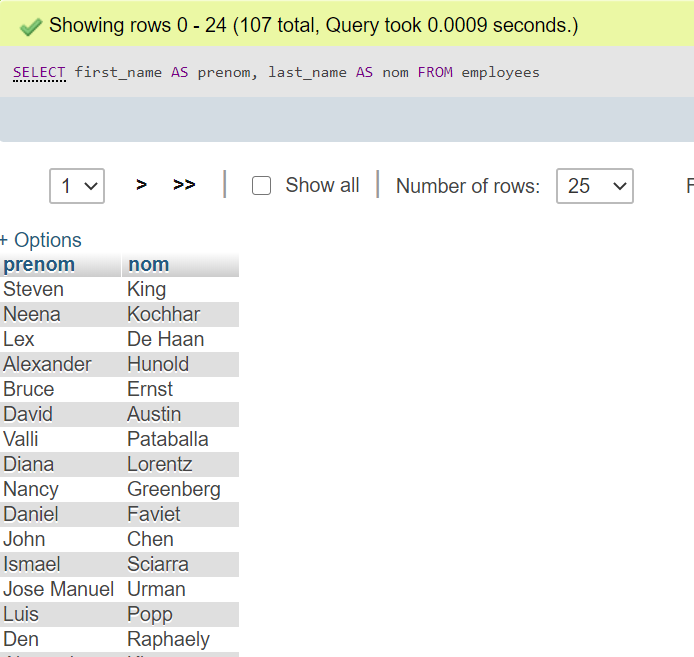 Showing rows 0 - 24 (107 total, Query took 0.0009 seconds.)
SELECT first_name AS prenom, last_name AS nom FROM employees
1 > >> | Show all | Number of rows: 25
+ Options
prenom nom
Steven King
Neena Kochhar
Lex De Haan
Alexander Hunold
Bruce Ernst
David Austin
Valli Pataballa
Diana Lorentz
Nancy Greenberg
Daniel Faviet
John Chen
Ismael Sciarra
Jose Manuel Urman
Luis Popp
Den Raphaely